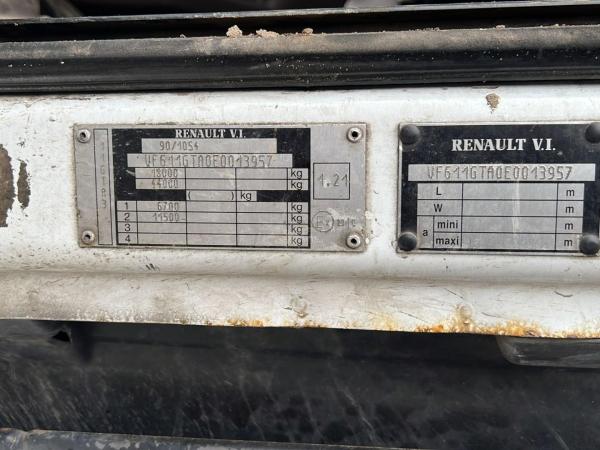 RENAULT V.I.
90/1054
VF611GTA0E0013957
18000 kg
44000 kg
( ) kg
1 6700 kg
2 11500 kg
3 kg
4 kg
1.21
11GTA3
RENAULT V.I.
VF611GTA0E0013957
L m
W m
a mini m
maxi m